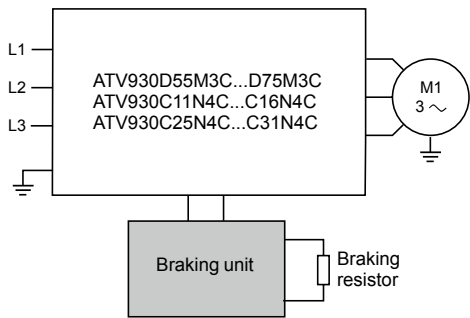 L1
L2
L3
ATV930D55M3C...D75M3C
ATV930C11N4C...C16N4C
ATV930C25N4C...C31N4C
M1
3 ~
Braking unit
Braking
resistor